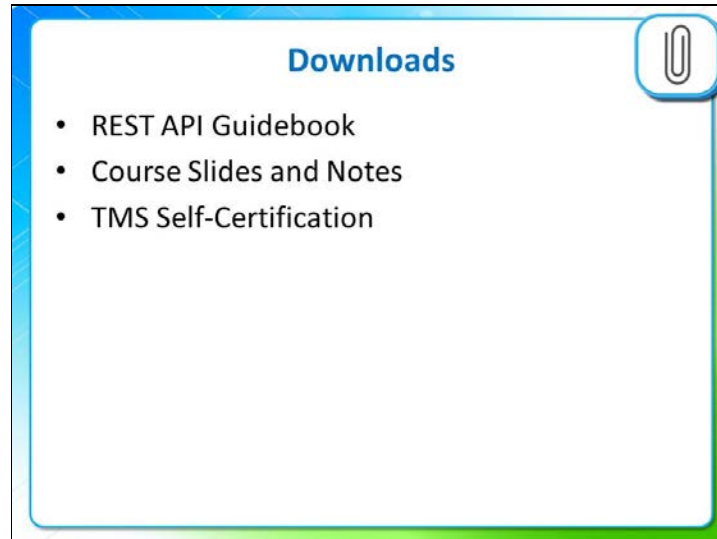 Downloads
• REST API Guidebook
• Course Slides and Notes
• TMS Self-Certification